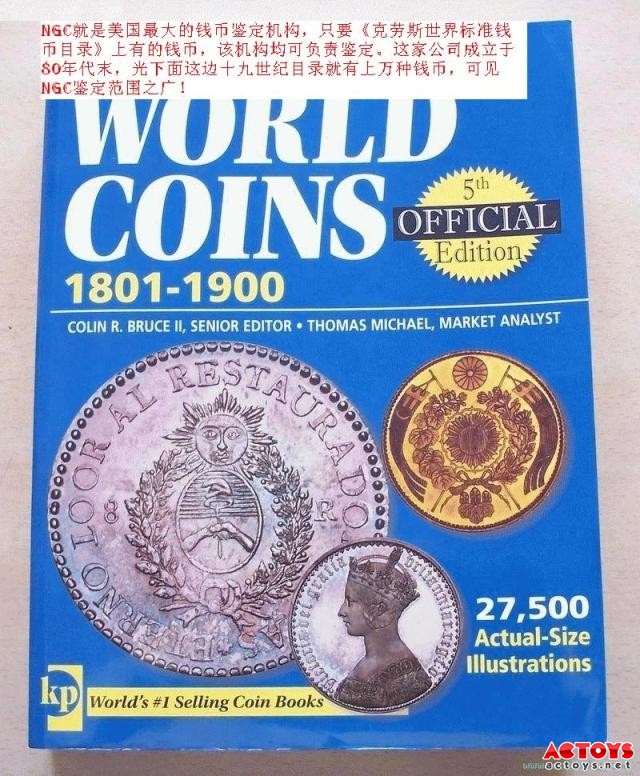 NGC就是美国最大的钱币鉴定机构，只要《克劳斯世界标准钱
币目录》上有的钱币，该机构均可负责鉴定。这家公司成立于
80年代末，光下面这边十九世纪目录就有上万种钱币，可见
NGC鉴定范围之广！
WORLD
COINS
1801-1900
5th
OFFICIAL
Edition
COLIN R. BRUCE II, SENIOR EDITOR • THOMAS MICHAEL, MARKET ANALYST
ETERNO LOOR AL RESTAURADO
8 R
27,500
Actual-Size
Illustrations
kp
World's #1 Selling Coin Books
ACTOYS
actoys.net